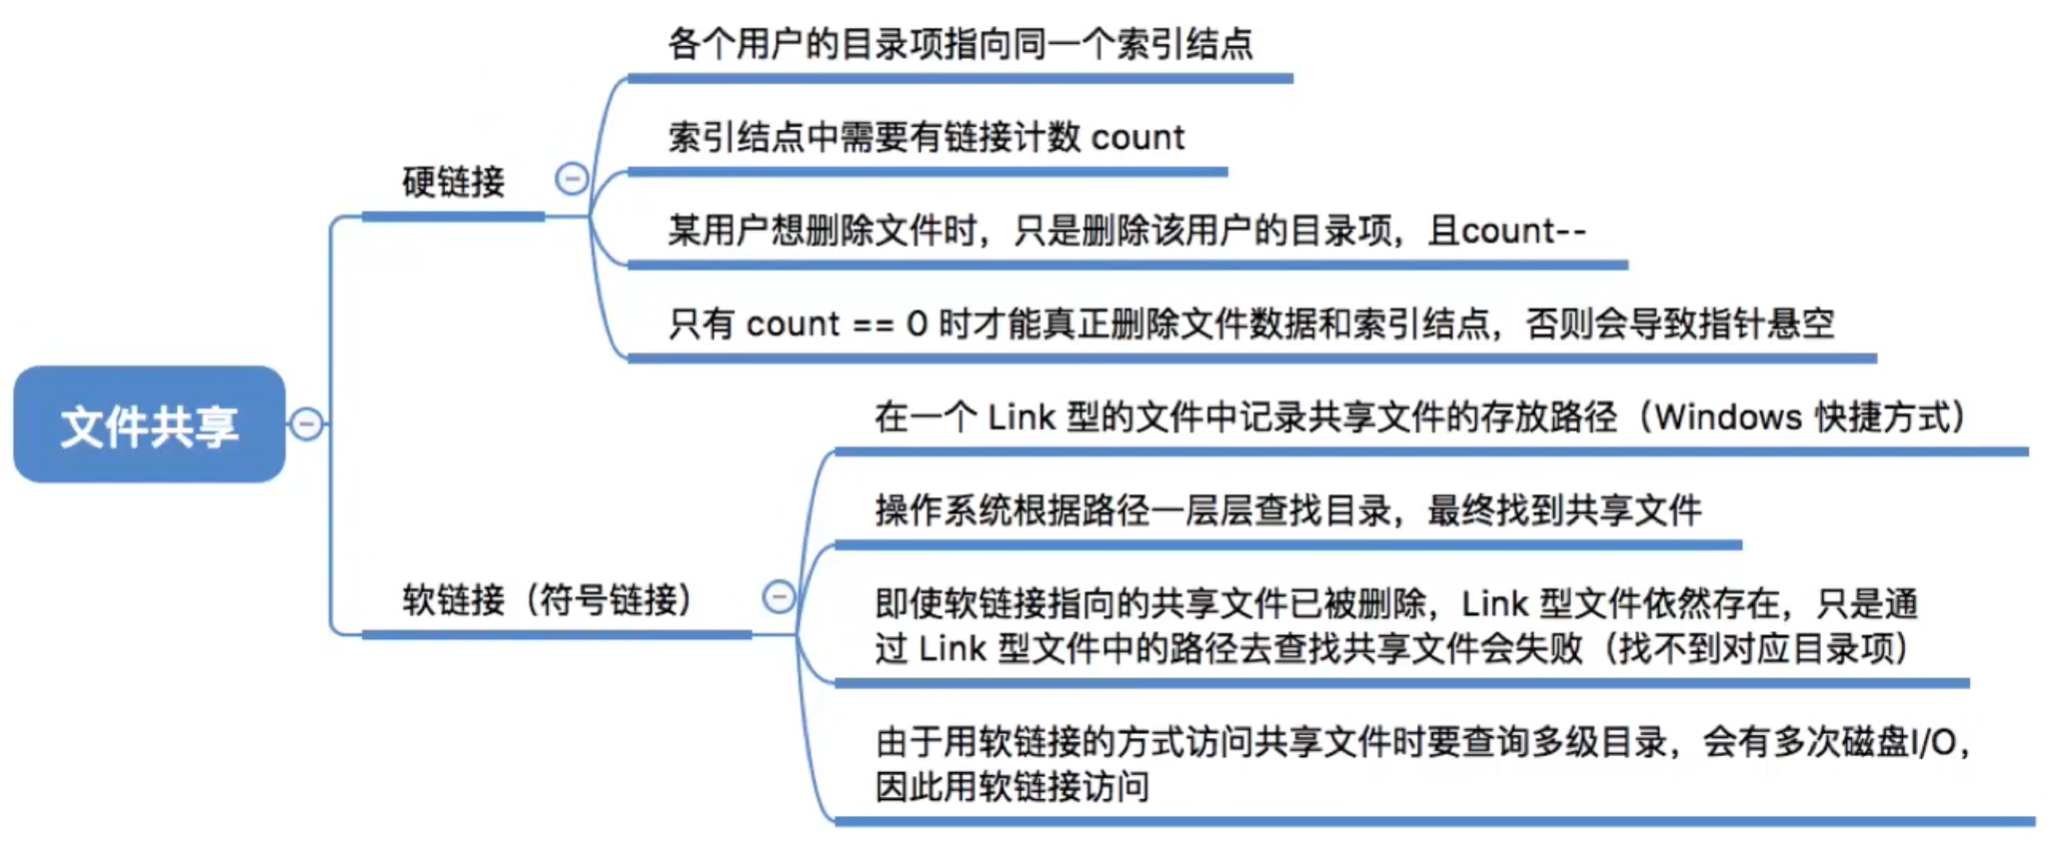 各个用户的目录项指向同一个索引结点
索引结点中需要有链接计数 count
硬链接
某用户想删除文件时，只是删除该用户的目录项，且count--
只有 count == 0 时才能真正删除文件数据和索引结点，否则会导致指针悬空
文件共享
在一个 Link 型的文件中记录共享文件的存放路径（Windows 快捷方式）
操作系统根据路径一层层查找目录，最终找到共享文件
软链接（符号链接）
即使软链接指向的共享文件已被删除，Link 型文件依然存在，只是通
过 Link 型文件中的路径去查找共享文件会失败（找不到对应目录项）
由于用软链接的方式访问共享文件时要查询多级目录，会有多次磁盘I/O，
因此用软链接访问